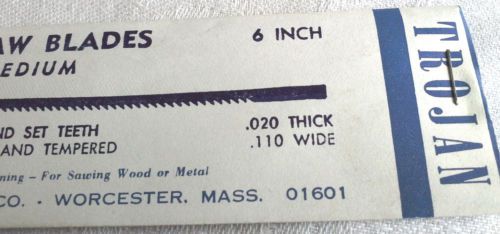 AW BLADES 6 INCH
EDIUM
ND SET TEETH .020 THICK
AND TEMPERED .110 WIDE
ning – For Sawing Wood or Metal
CO. • WORCESTER, MASS. 01601
TROJAN